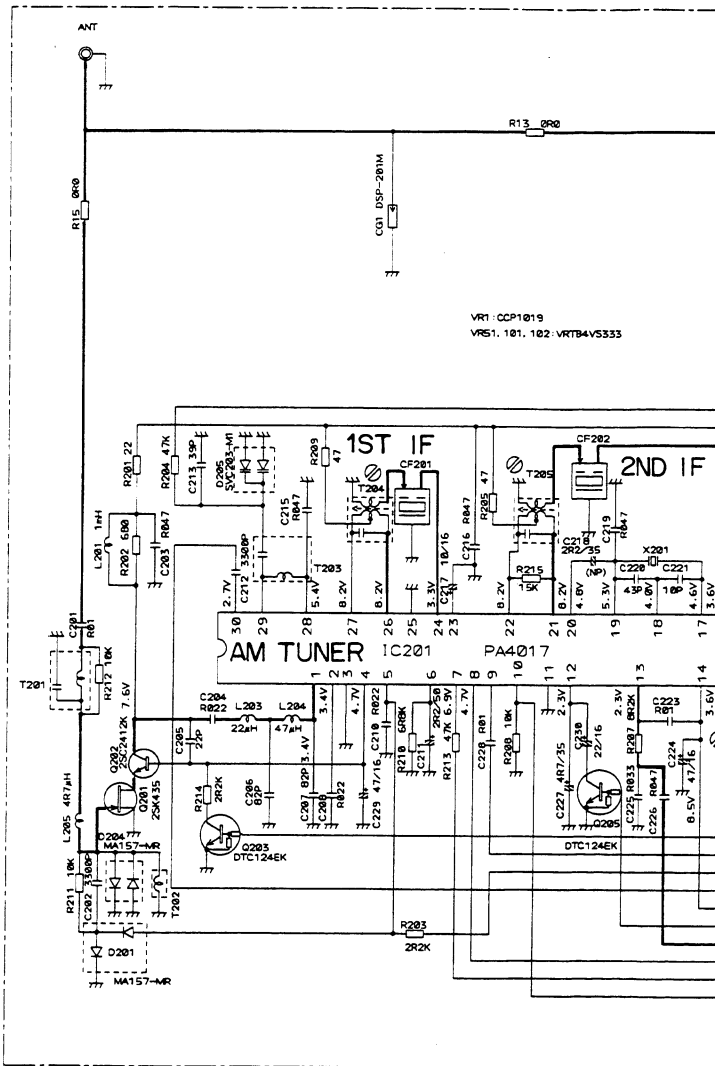 ANT
R13 0R0
R15 0R0
CG1 DSP-201M
VR1:CCP1019
VR51, 101, 102:VRTB4VS333
R201 22
R204 47K
C213 39P
D205
SVC203-M1
R209
47
1ST IF
T204
CF201
R205 47
T205
CF202
2ND IF
L201 1mH
R202 680
R047
C203
C212 3300P
C215
R047
T203
C216 R047
10/16
C217
C218
2R2/35
(NP)
C219
R047
X201
C220
43P
C221
10P
R215
15K
2.7V
5.4V
8.2V
8.2V
3.3V
8.2V
8.2V
4.8V
5.3V
4.0V
3.6V
4.6V
30
29
28
27
26
25
24
23
22
21
20
19
18
17
AM TUNER
IC201
PA4017
1
2
3
4
5
6
7
8
9
10
11
12
13
14
C201
R01
T201
R212 10K
7.6V
C204
R022
L203
22μH
L204
47μH
3.4V
4.7V
R022
C210
2R2/50
6.9V
4.7V
2.3V
2.3V
3.6V
C205
22P
Q202
2SC2412K
Q201
2SK435
L205 4R7μH
R214
2R2K
C206
82P
3.4V
82P
C207
R022
C208
47/16
C229
6R8K
R210
C211
R213 47K
R01
C228
10K
R208
4R7/35
C227
C230
22/16
8R2K
R207
C223
R01
C224
47/16
R033
C225
R047
C226
8.5V
Q203
DTC124EK
Q205
DTC124EK
D204
MA157-MR
R211 10K
C202 3300P
T202
D201
MA157-MR
R203
2R2K